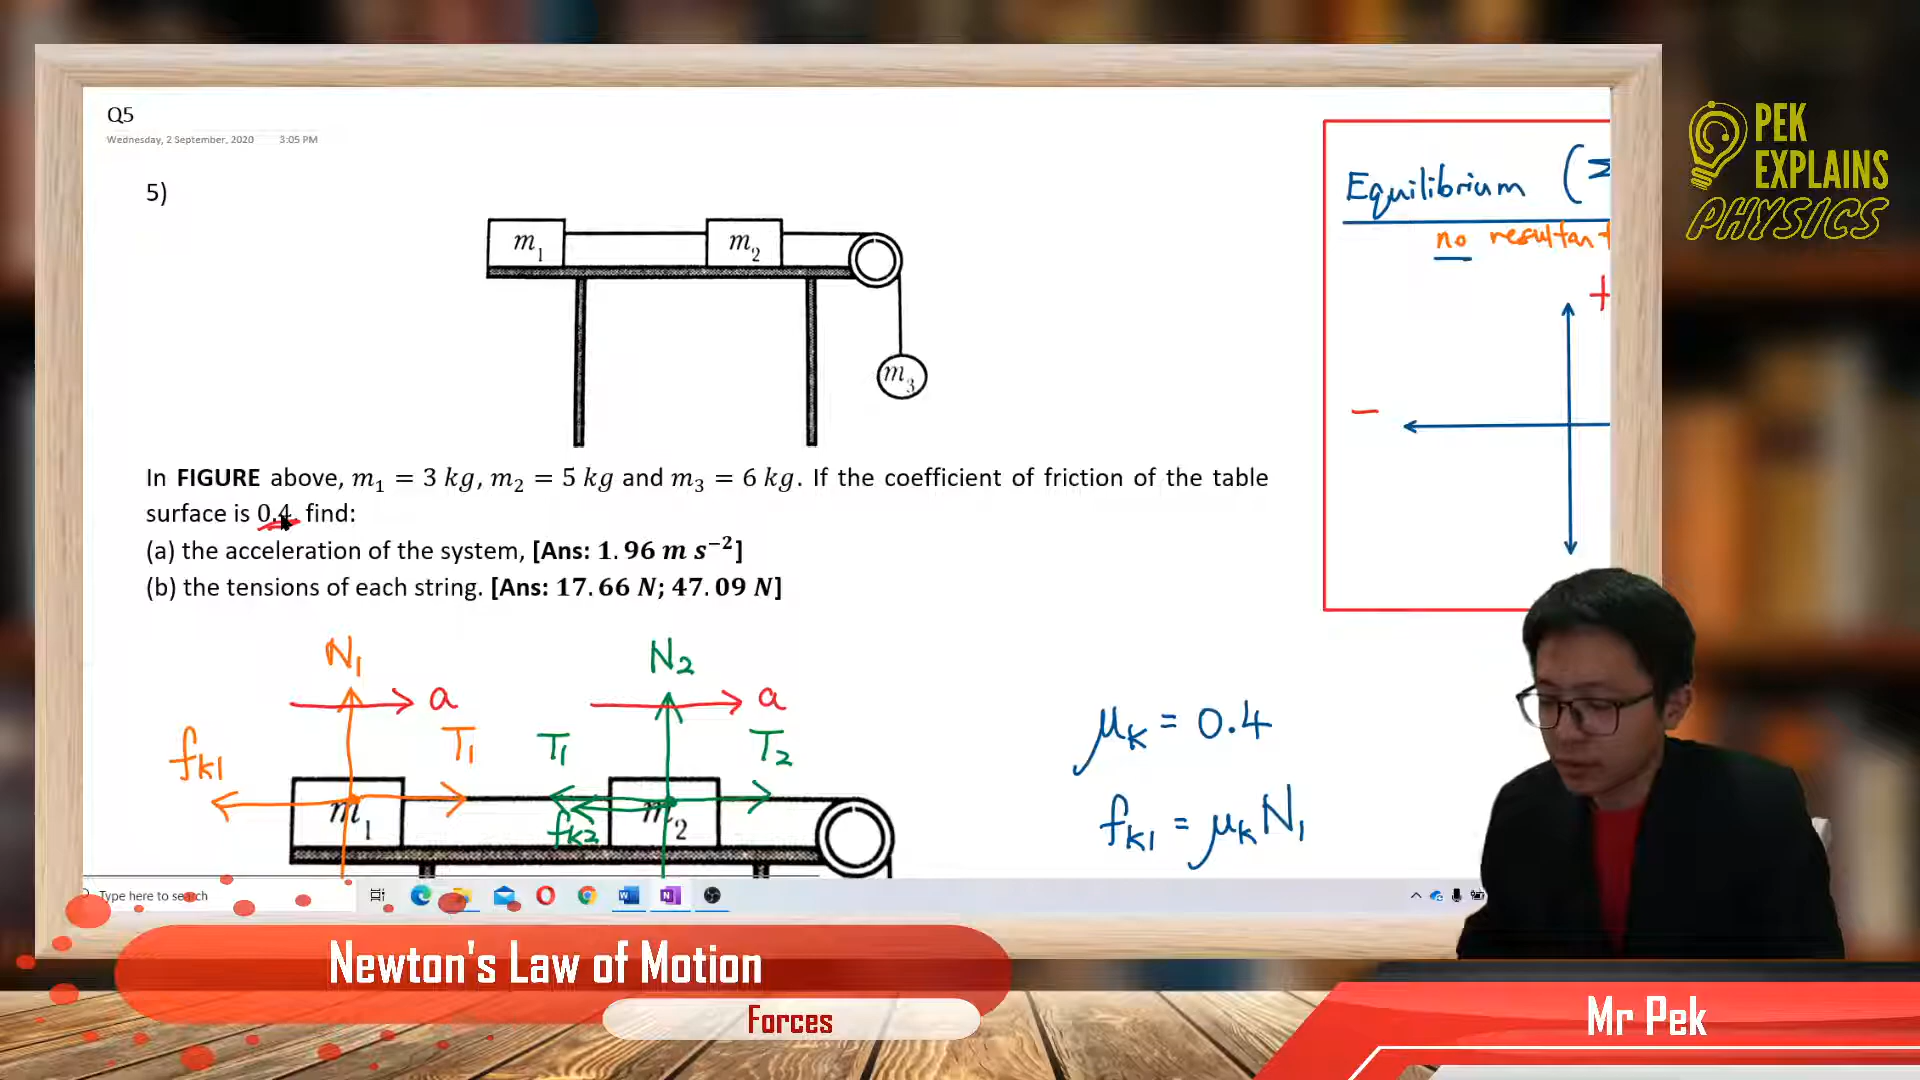 Q5
Wednesday, 2 September, 2020 3:05 PM
5)
m1 m2
m3
In FIGURE above, m1 = 3 kg, m2 = 5 kg and m3 = 6 kg. If the coefficient of friction of the table
surface is 0.4. find:
(a) the acceleration of the system, [Ans: 1.96 m s⁻²]
(b) the tensions of each string. [Ans: 17.66 N; 47.09 N]
N1 N2
a a
fk1 T1 T1 T2
m1 fk2 m2
μk = 0.4
fk1 = μk N1
Equilibrium (Σ
no resultant
+
−
PEK
EXPLAINS
PHYSICS
Type here to search
Newton's Law of Motion
Forces
Mr Pek